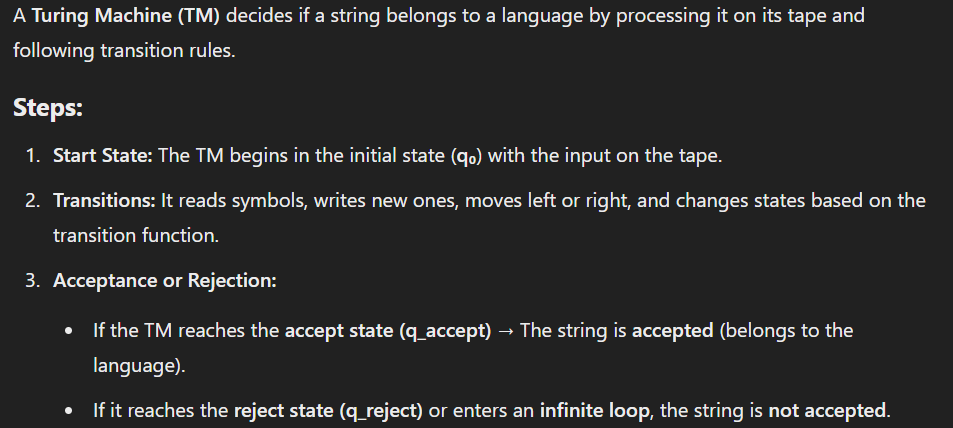 A Turing Machine (TM) decides if a string belongs to a language by processing it on its tape and
following transition rules.
Steps:
1. Start State: The TM begins in the initial state (q₀) with the input on the tape.
2. Transitions: It reads symbols, writes new ones, moves left or right, and changes states based on the
transition function.
3. Acceptance or Rejection:
• If the TM reaches the accept state (q_accept) → The string is accepted (belongs to the
language).
• If it reaches the reject state (q_reject) or enters an infinite loop, the string is not accepted.